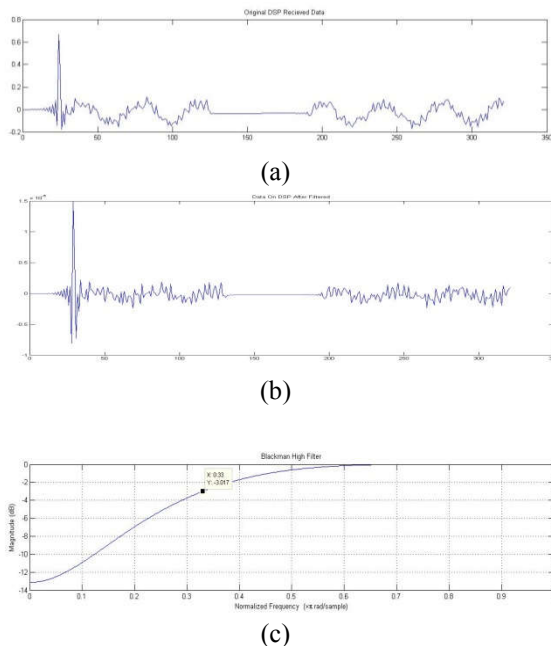 Original DSP Recieved Data
0.8
0.6
0.4
0.2
0
-0.2
0 50 100 150 200 250 300 350
(a)
Data On DSP After Filtered
1.5
1
0.5
0
-0.5
-1
0 50 100 150 200 250 300
(b)
Blackman High Filter
X: 0.33
Y: -3.017
Magnitude (dB)
0
-2
-4
-6
-8
-10
-12
-14
0 0.1 0.2 0.3 0.4 0.5 0.6 0.7 0.8 0.9
Normalized Frequency (×π rad/sample)
(c)